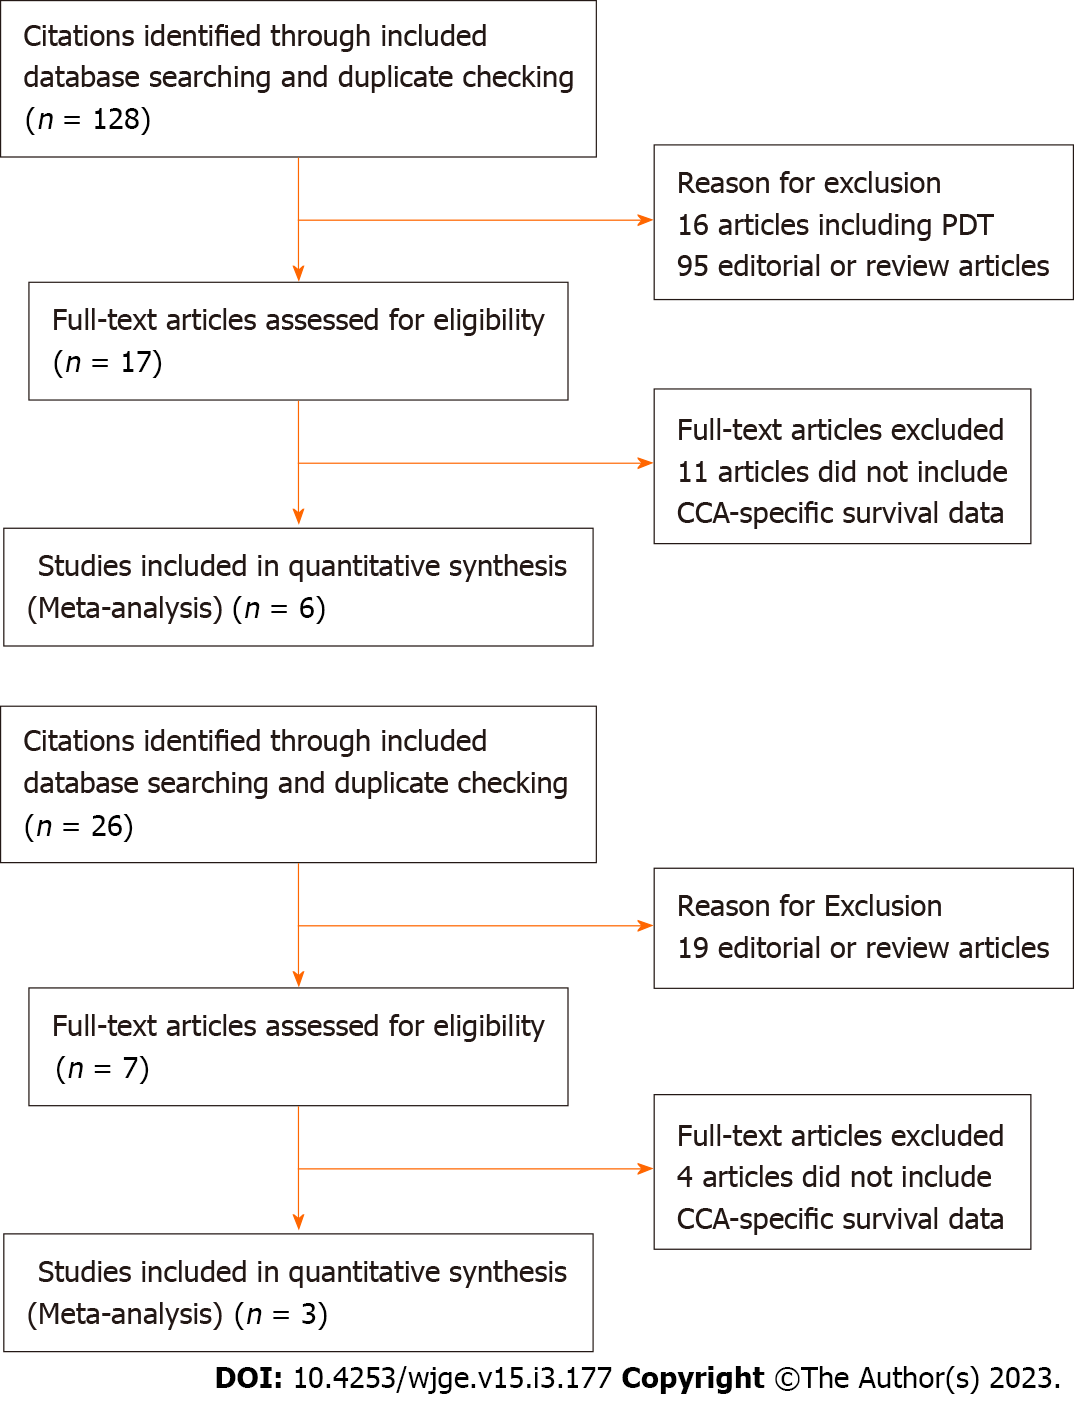 Citations identified through included
database searching and duplicate checking
(n = 128)
Reason for exclusion
16 articles including PDT
95 editorial or review articles
Full-text articles assessed for eligibility
(n = 17)
Full-text articles excluded
11 articles did not include
CCA-specific survival data
Studies included in quantitative synthesis
(Meta-analysis) (n = 6)
Citations identified through included
database searching and duplicate checking
(n = 26)
Reason for Exclusion
19 editorial or review articles
Full-text articles assessed for eligibility
(n = 7)
Full-text articles excluded
4 articles did not include
CCA-specific survival data
Studies included in quantitative synthesis
(Meta-analysis) (n = 3)
DOI: 10.4253/wjge.v15.i3.177 Copyright ©The Author(s) 2023.